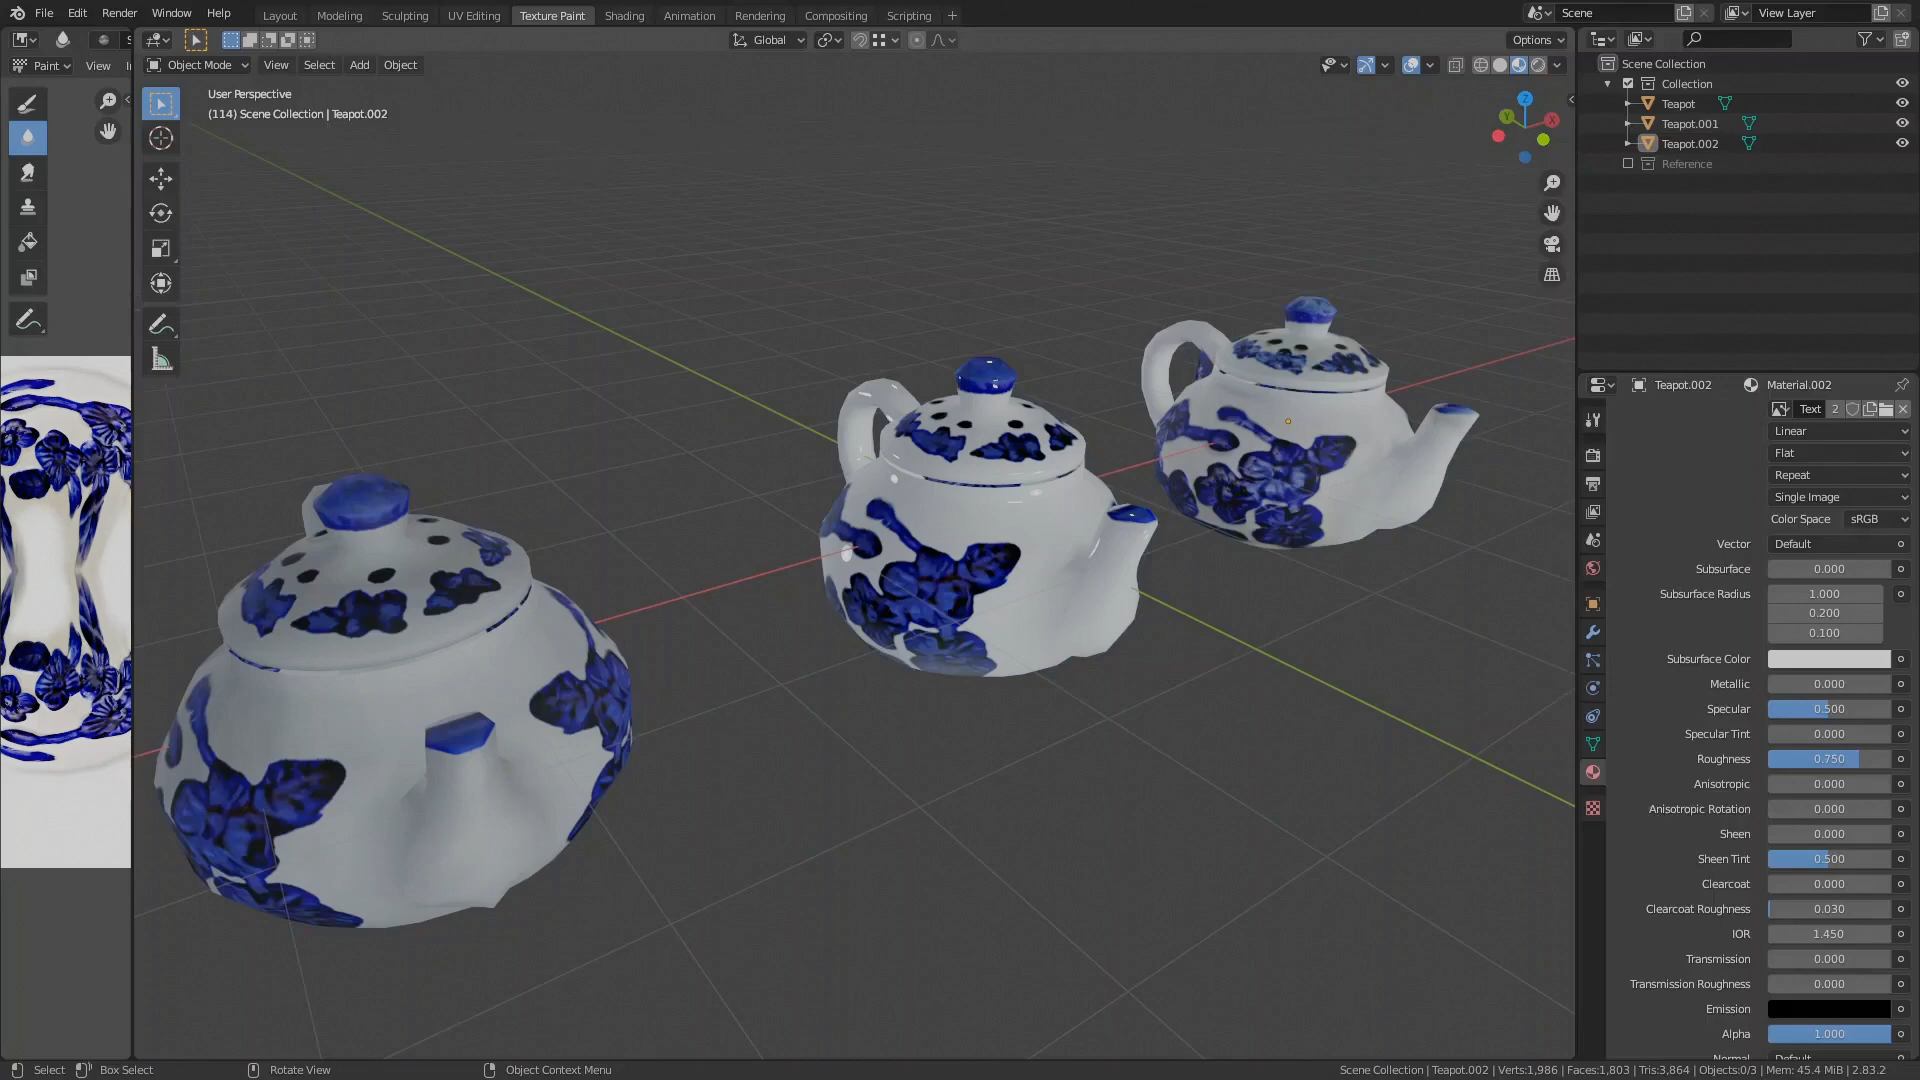 File Edit Render Window Help
Layout Modeling Sculpting UV Editing Texture Paint Shading Animation Rendering Compositing Scripting
Scene
View Layer
Paint View
Global
Options
Object Mode View Select Add Object
User Perspective
(114) Scene Collection | Teapot.002
Z
Y
X
Scene Collection
Collection
Teapot
Teapot.001
Teapot.002
Reference
Teapot.002 Material.002
Text 2
Linear
Flat
Repeat
Single Image
Color Space sRGB
Vector Default
Subsurface 0.000
Subsurface Radius 1.000
0.200
0.100
Subsurface Color
Metallic 0.000
Specular 0.500
Specular Tint 0.000
Roughness 0.750
Anisotropic 0.000
Anisotropic Rotation 0.000
Sheen 0.000
Sheen Tint 0.500
Clearcoat 0.000
Clearcoat Roughness 0.030
IOR 1.450
Transmission 0.000
Transmission Roughness 0.000
Emission
Alpha 1.000
Normal Default
Select Box Select Rotate View Object Context Menu
Scene Collection | Teapot.002 | Verts:1,986 | Faces:1,803 | Tris:3,864 | Objects:0/3 | Mem: 45.4 MiB | 2.83.2